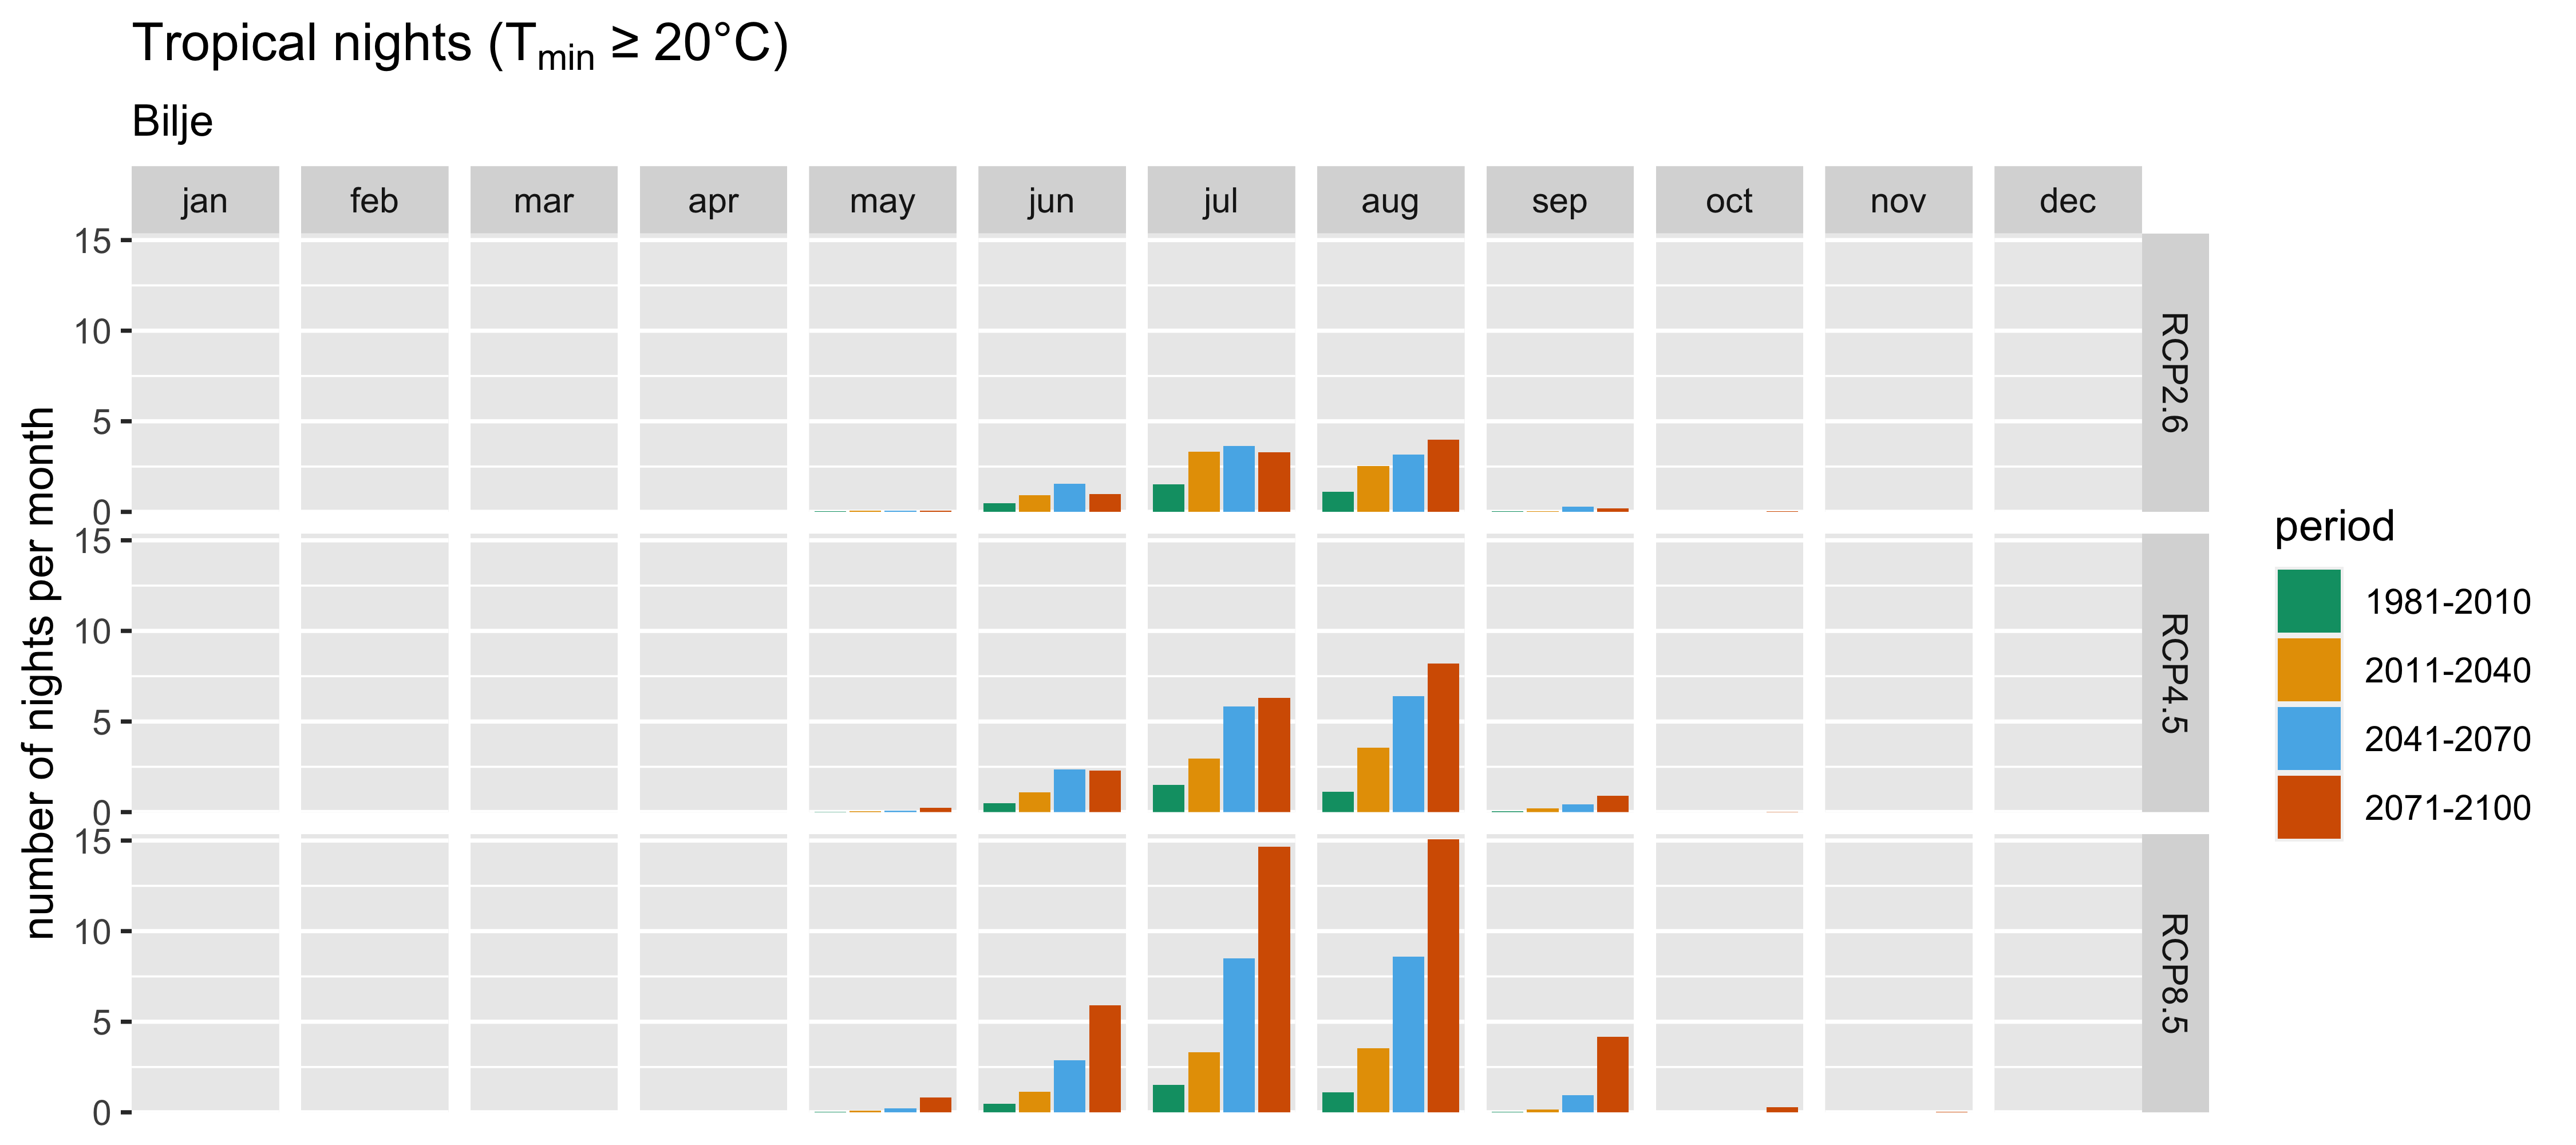 Tropical nights (Tmin ≥ 20°C)
Bilje
jan feb mar apr may jun jul aug sep oct nov dec
number of nights per month
15
10
5
0
RCP2.6
15
10
5
0
RCP4.5
15
10
5
0
RCP8.5
period
1981-2010
2011-2040
2041-2070
2071-2100